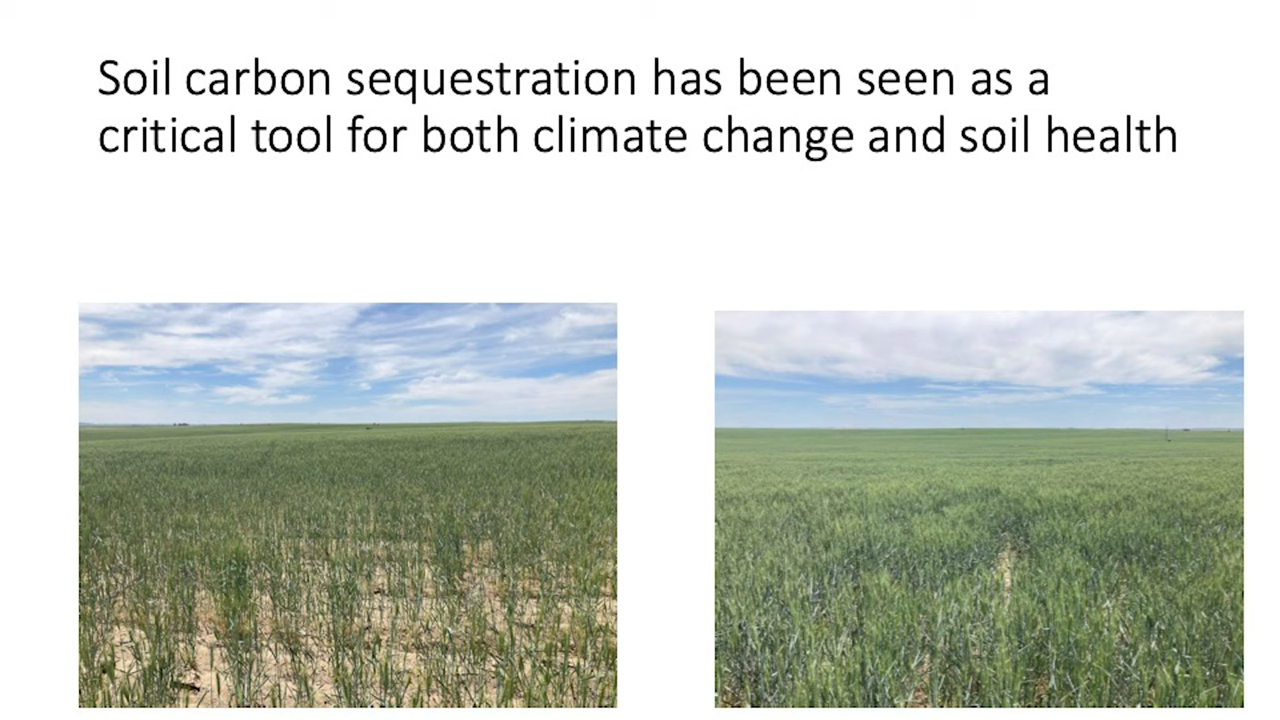 Soil carbon sequestration has been seen as a
critical tool for both climate change and soil health